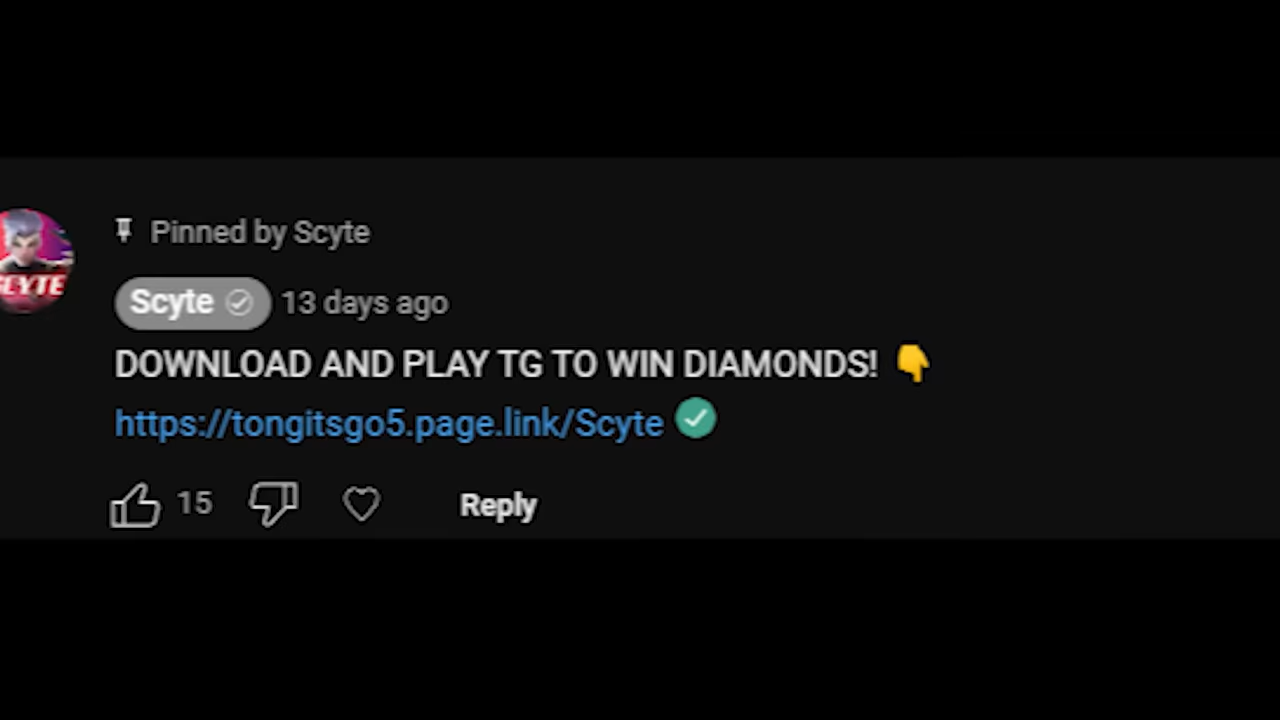 Pinned by Scyte
Scyte 13 days ago
SCYTE
DOWNLOAD AND PLAY TG TO WIN DIAMONDS! 👇
https://tongitsgo5.page.link/Scyte
15 Reply